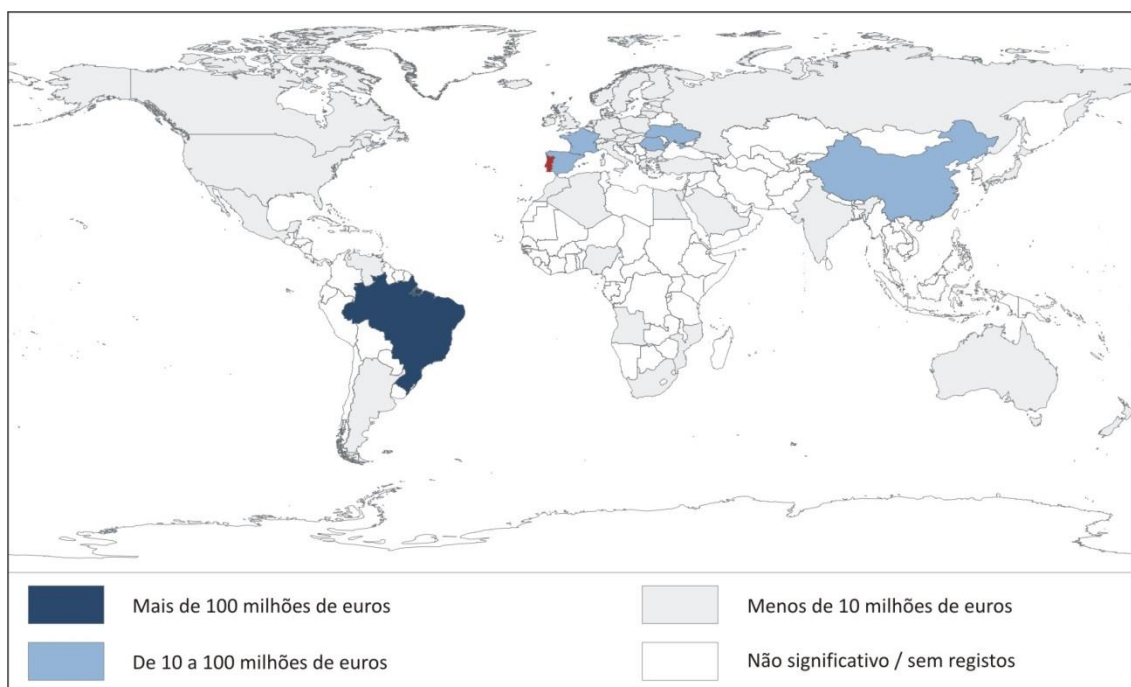 Mais de 100 milhões de euros
Menos de 10 milhões de euros
De 10 a 100 milhões de euros
Não significativo / sem registos